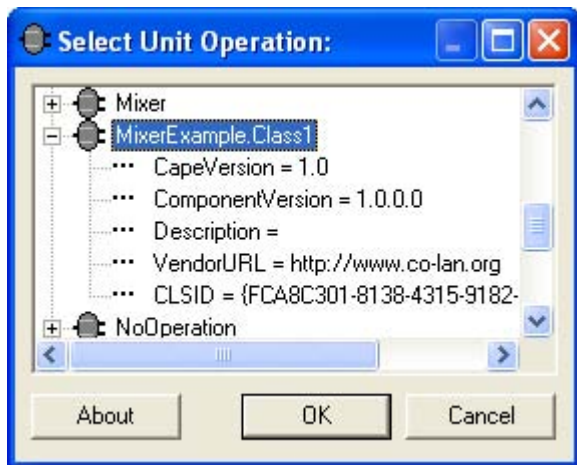 Select Unit Operation:
Mixer
MixerExample.Class1
CapeVersion = 1.0
ComponentVersion = 1.0.0.0
Description =
VendorURL = http://www.co-lan.org
CLSID = {FCA8C301-8138-4315-9182-
NoOperation
About OK Cancel